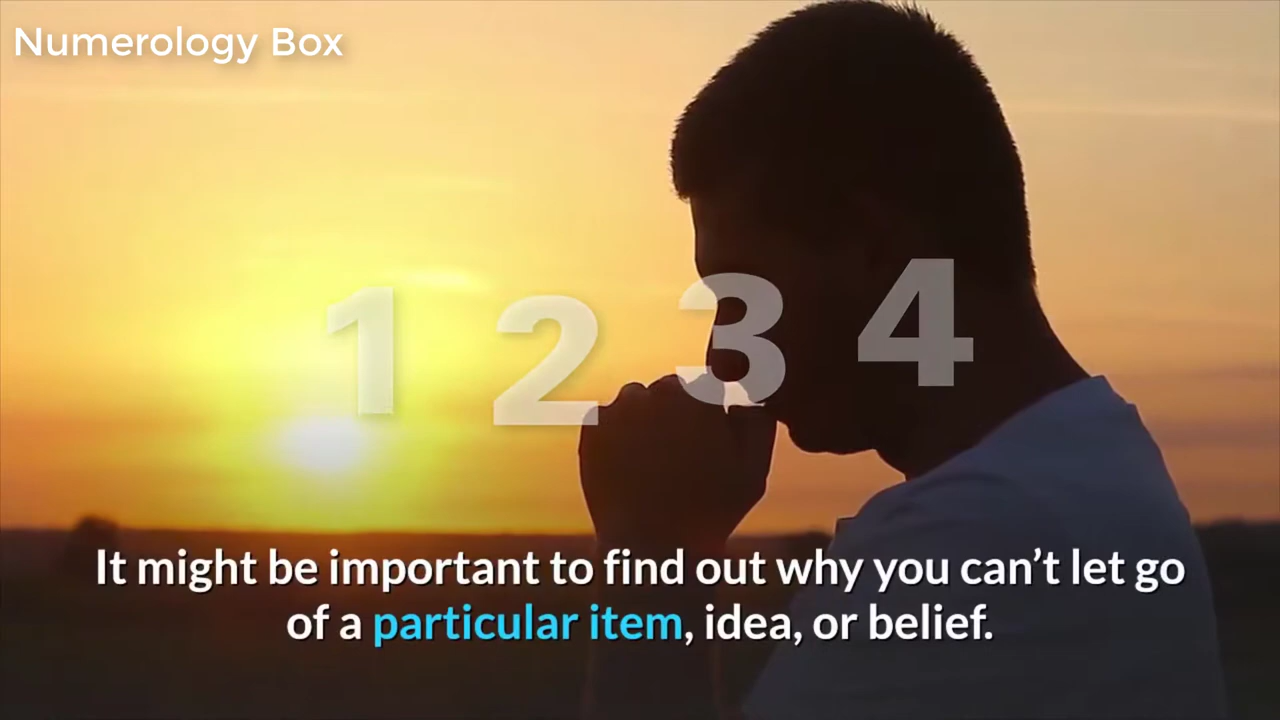 Numerology Box
1 2 3 4
It might be important to find out why you can’t let go
of a particular item, idea, or belief.